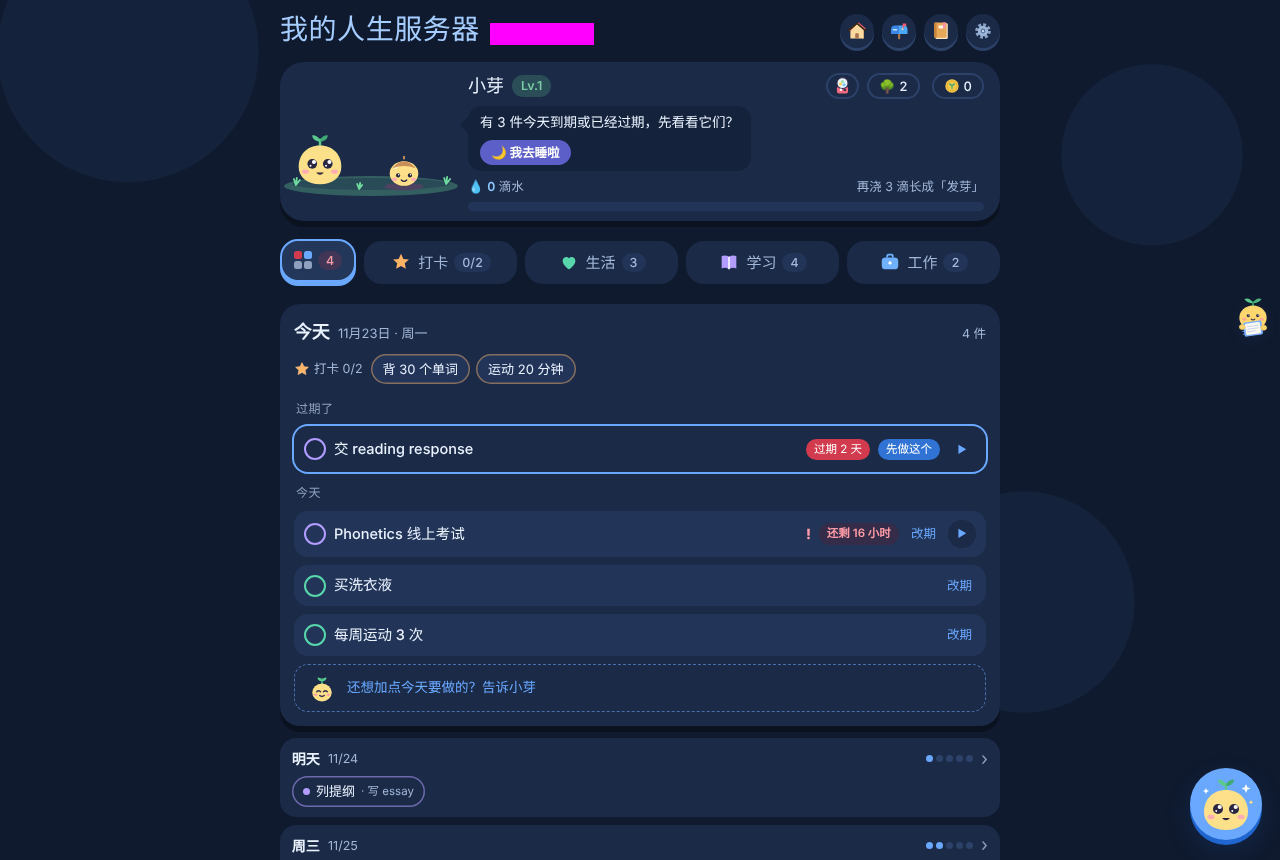 我的人生服务器
小芽 Lv.1 2 0
有 3 件今天到期或已经过期，先看看它们？
我去睡啦
0 滴水 再浇 3 滴长成「发芽」
4 打卡 0/2 生活 3 学习 4 工作 2
今天 11月23日 · 周一 4 件
打卡 0/2 背 30 个单词 运动 20 分钟
过期了
交 reading response 过期 2 天 先做这个
今天
Phonetics 线上考试 ! 还剩 16 小时 改期
买洗衣液 改期
每周运动 3 次 改期
还想加点今天要做的？告诉小芽
明天 11/24
列提纲 · 写 essay
周三 11/25